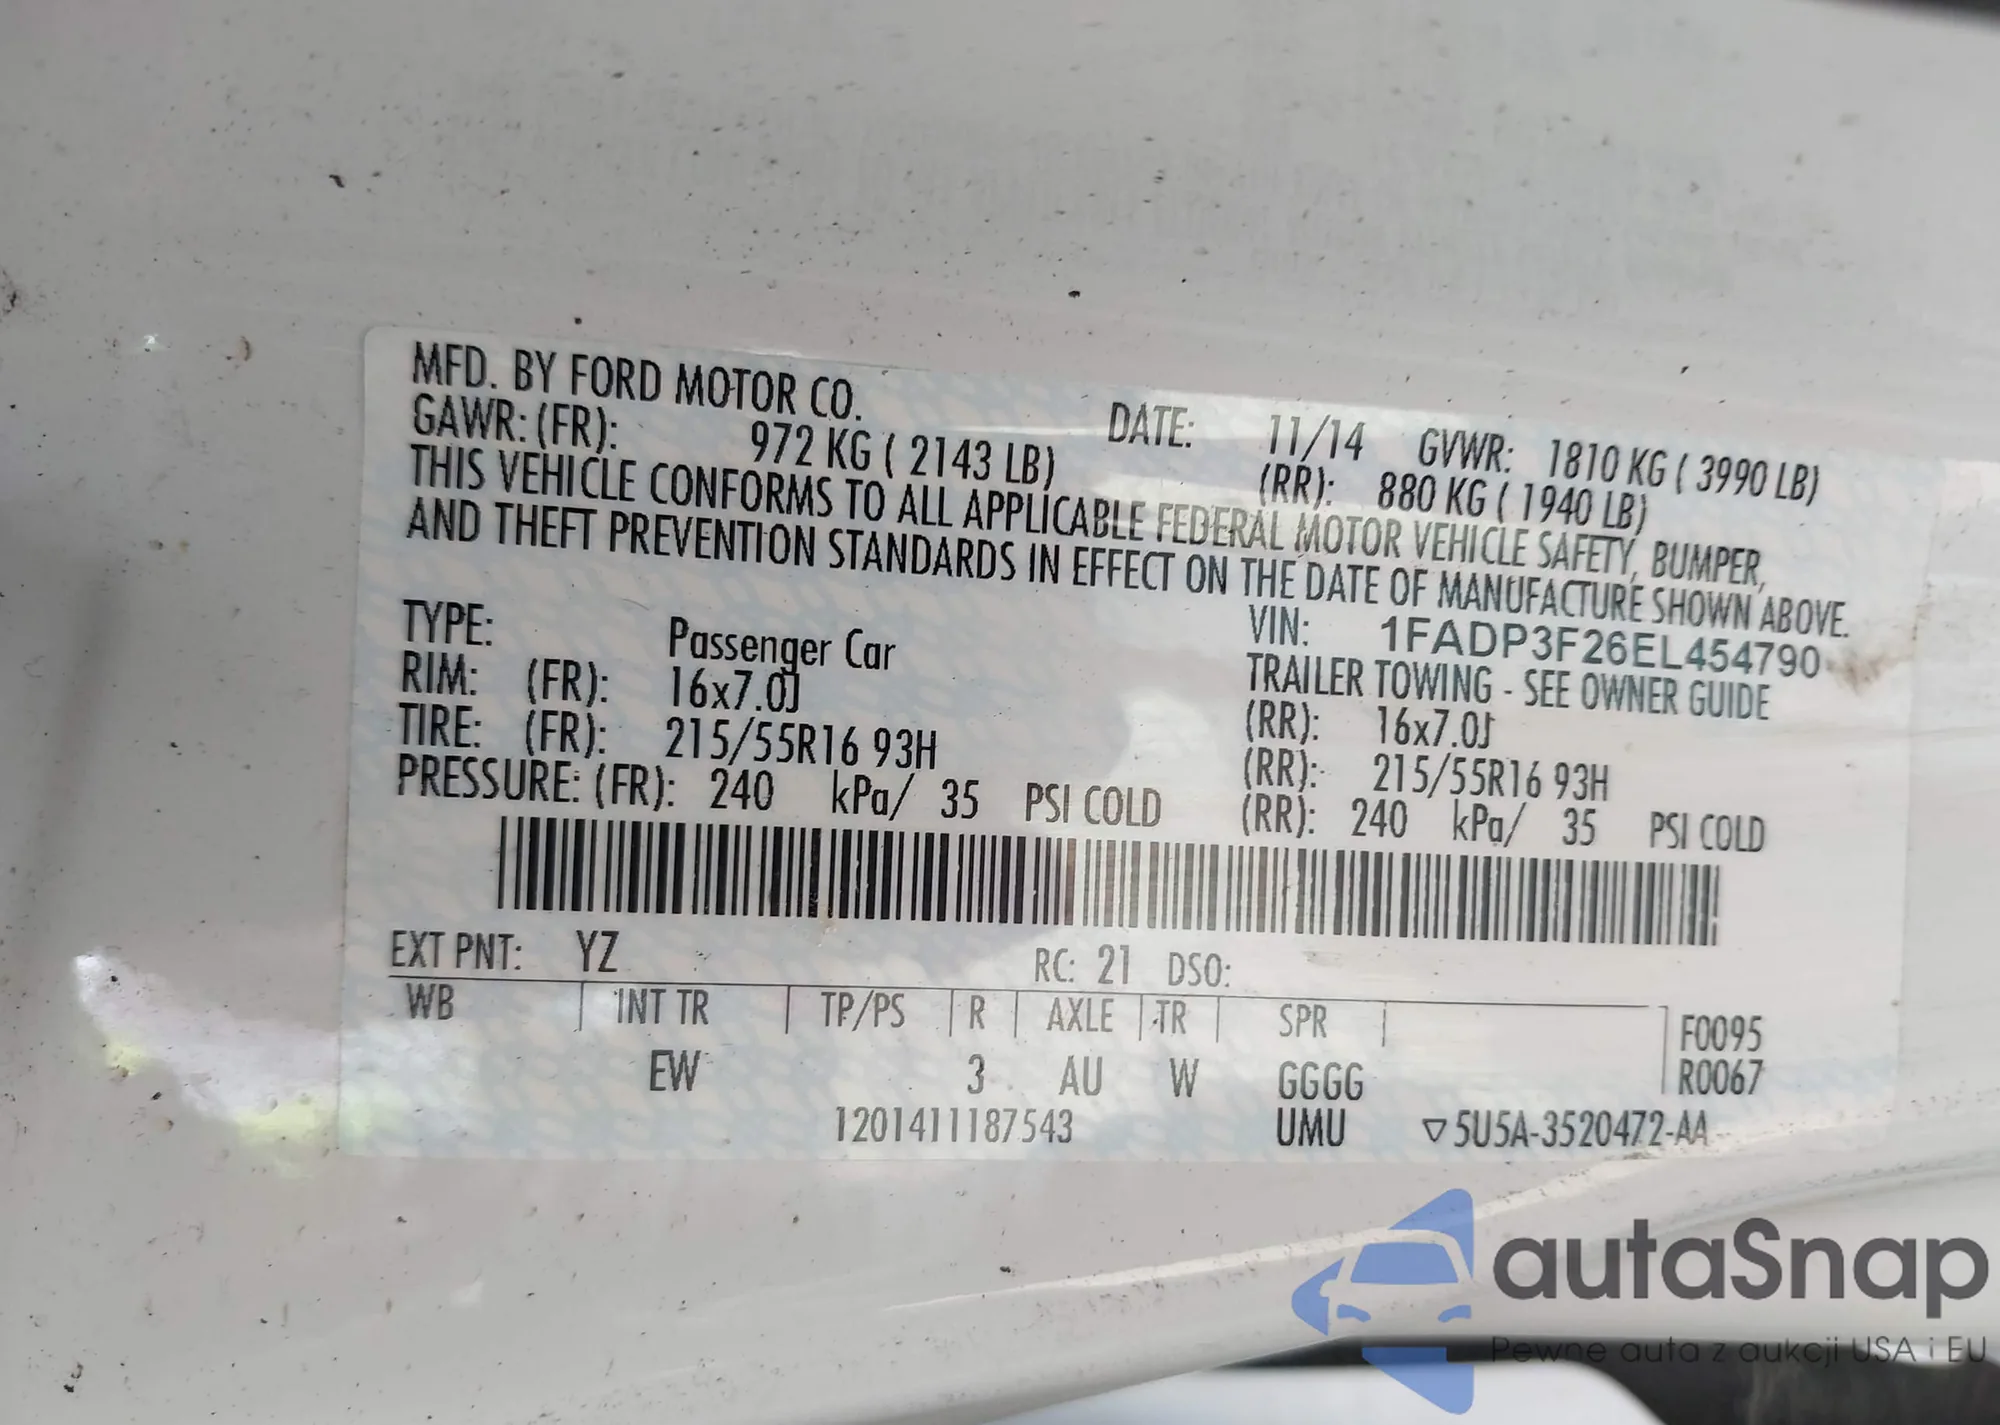 MFD. BY FORD MOTOR CO. DATE: 11/14 GVWR: 1810 KG ( 3990 LB)
GAWR: (FR): 972 KG ( 2143 LB) (RR): 880 KG ( 1940 LB)
THIS VEHICLE CONFORMS TO ALL APPLICABLE FEDERAL MOTOR VEHICLE SAFETY, BUMPER,
AND THEFT PREVENTION STANDARDS IN EFFECT ON THE DATE OF MANUFACTURE SHOWN ABOVE.
VIN: 1FADP3F26EL454790
TYPE: Passenger Car TRAILER TOWING - SEE OWNER GUIDE
RIM: (FR): 16x7.0J (RR): 16x7.0J
TIRE: (FR): 215/55R16 93H (RR): 215/55R16 93H
PRESSURE: (FR): 240 kPa/ 35 PSI COLD (RR): 240 kPa/ 35 PSI COLD
EXT PNT: YZ RC: 21 DSO:
WB INT TR TP/PS R AXLE TR SPR F0095
EW 3 AU W GGGG R0067
1201411187543 UMU ▽5U5A-3520472-AA
autaSnap
Pewne auta z aukcji USA i EU